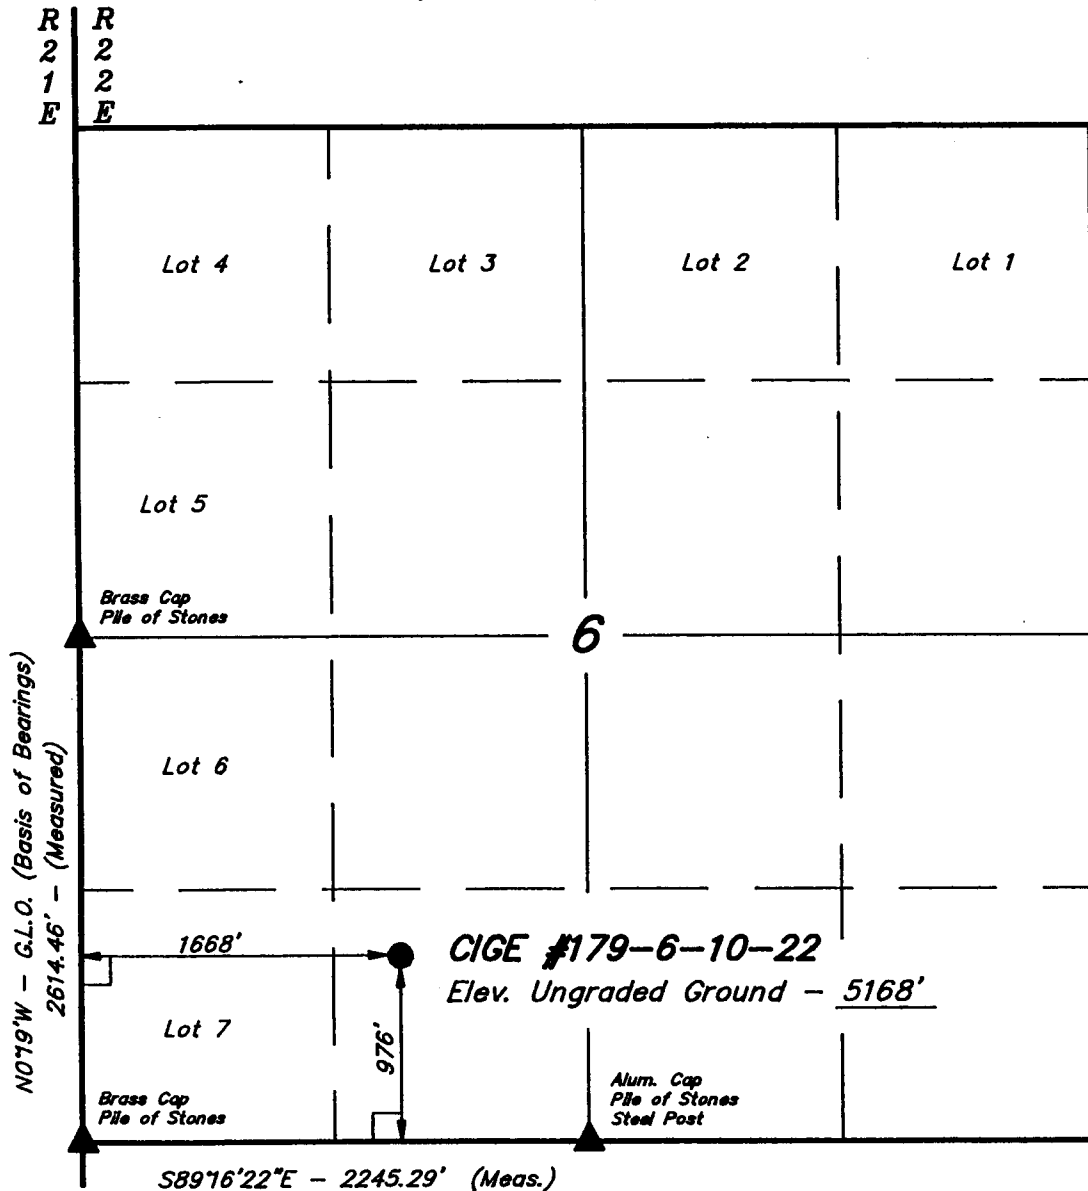 R R
2 2
1 2
E E
Lot 4
Lot 3
Lot 2
Lot 1
Lot 5
Brass Cap
Pile of Stones
6
N0°19'W – G.L.O. (Basis of Bearings)
2614.46' – (Measured)
Lot 6
1668'
CIGE #179-6-10-22
Elev. Ungraded Ground – 5168'
976'
Lot 7
Brass Cap
Pile of Stones
Alum. Cap
Pile of Stones
Steel Post
S89°16'22"E – 2245.29' (Meas.)